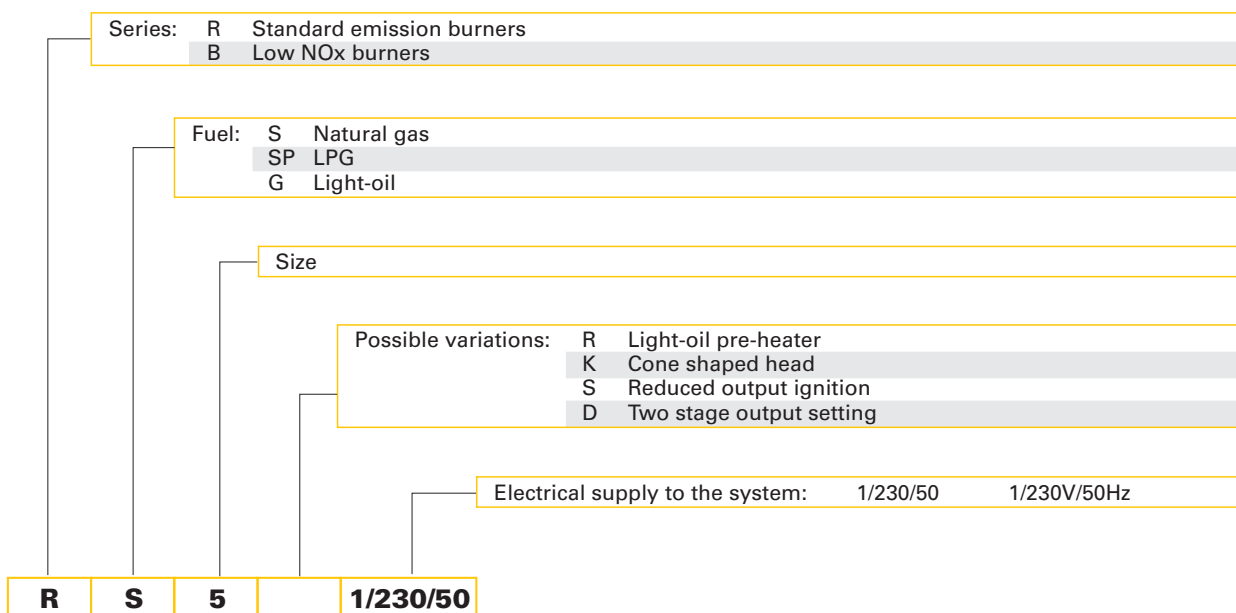 Series: R Standard emission burners
B Low NOx burners
Fuel: S Natural gas
SP LPG
G Light-oil
Size
Possible variations: R Light-oil pre-heater
K Cone shaped head
S Reduced output ignition
D Two stage output setting
Electrical supply to the system: 1/230/50 1/230V/50Hz
R S 5 1/230/50